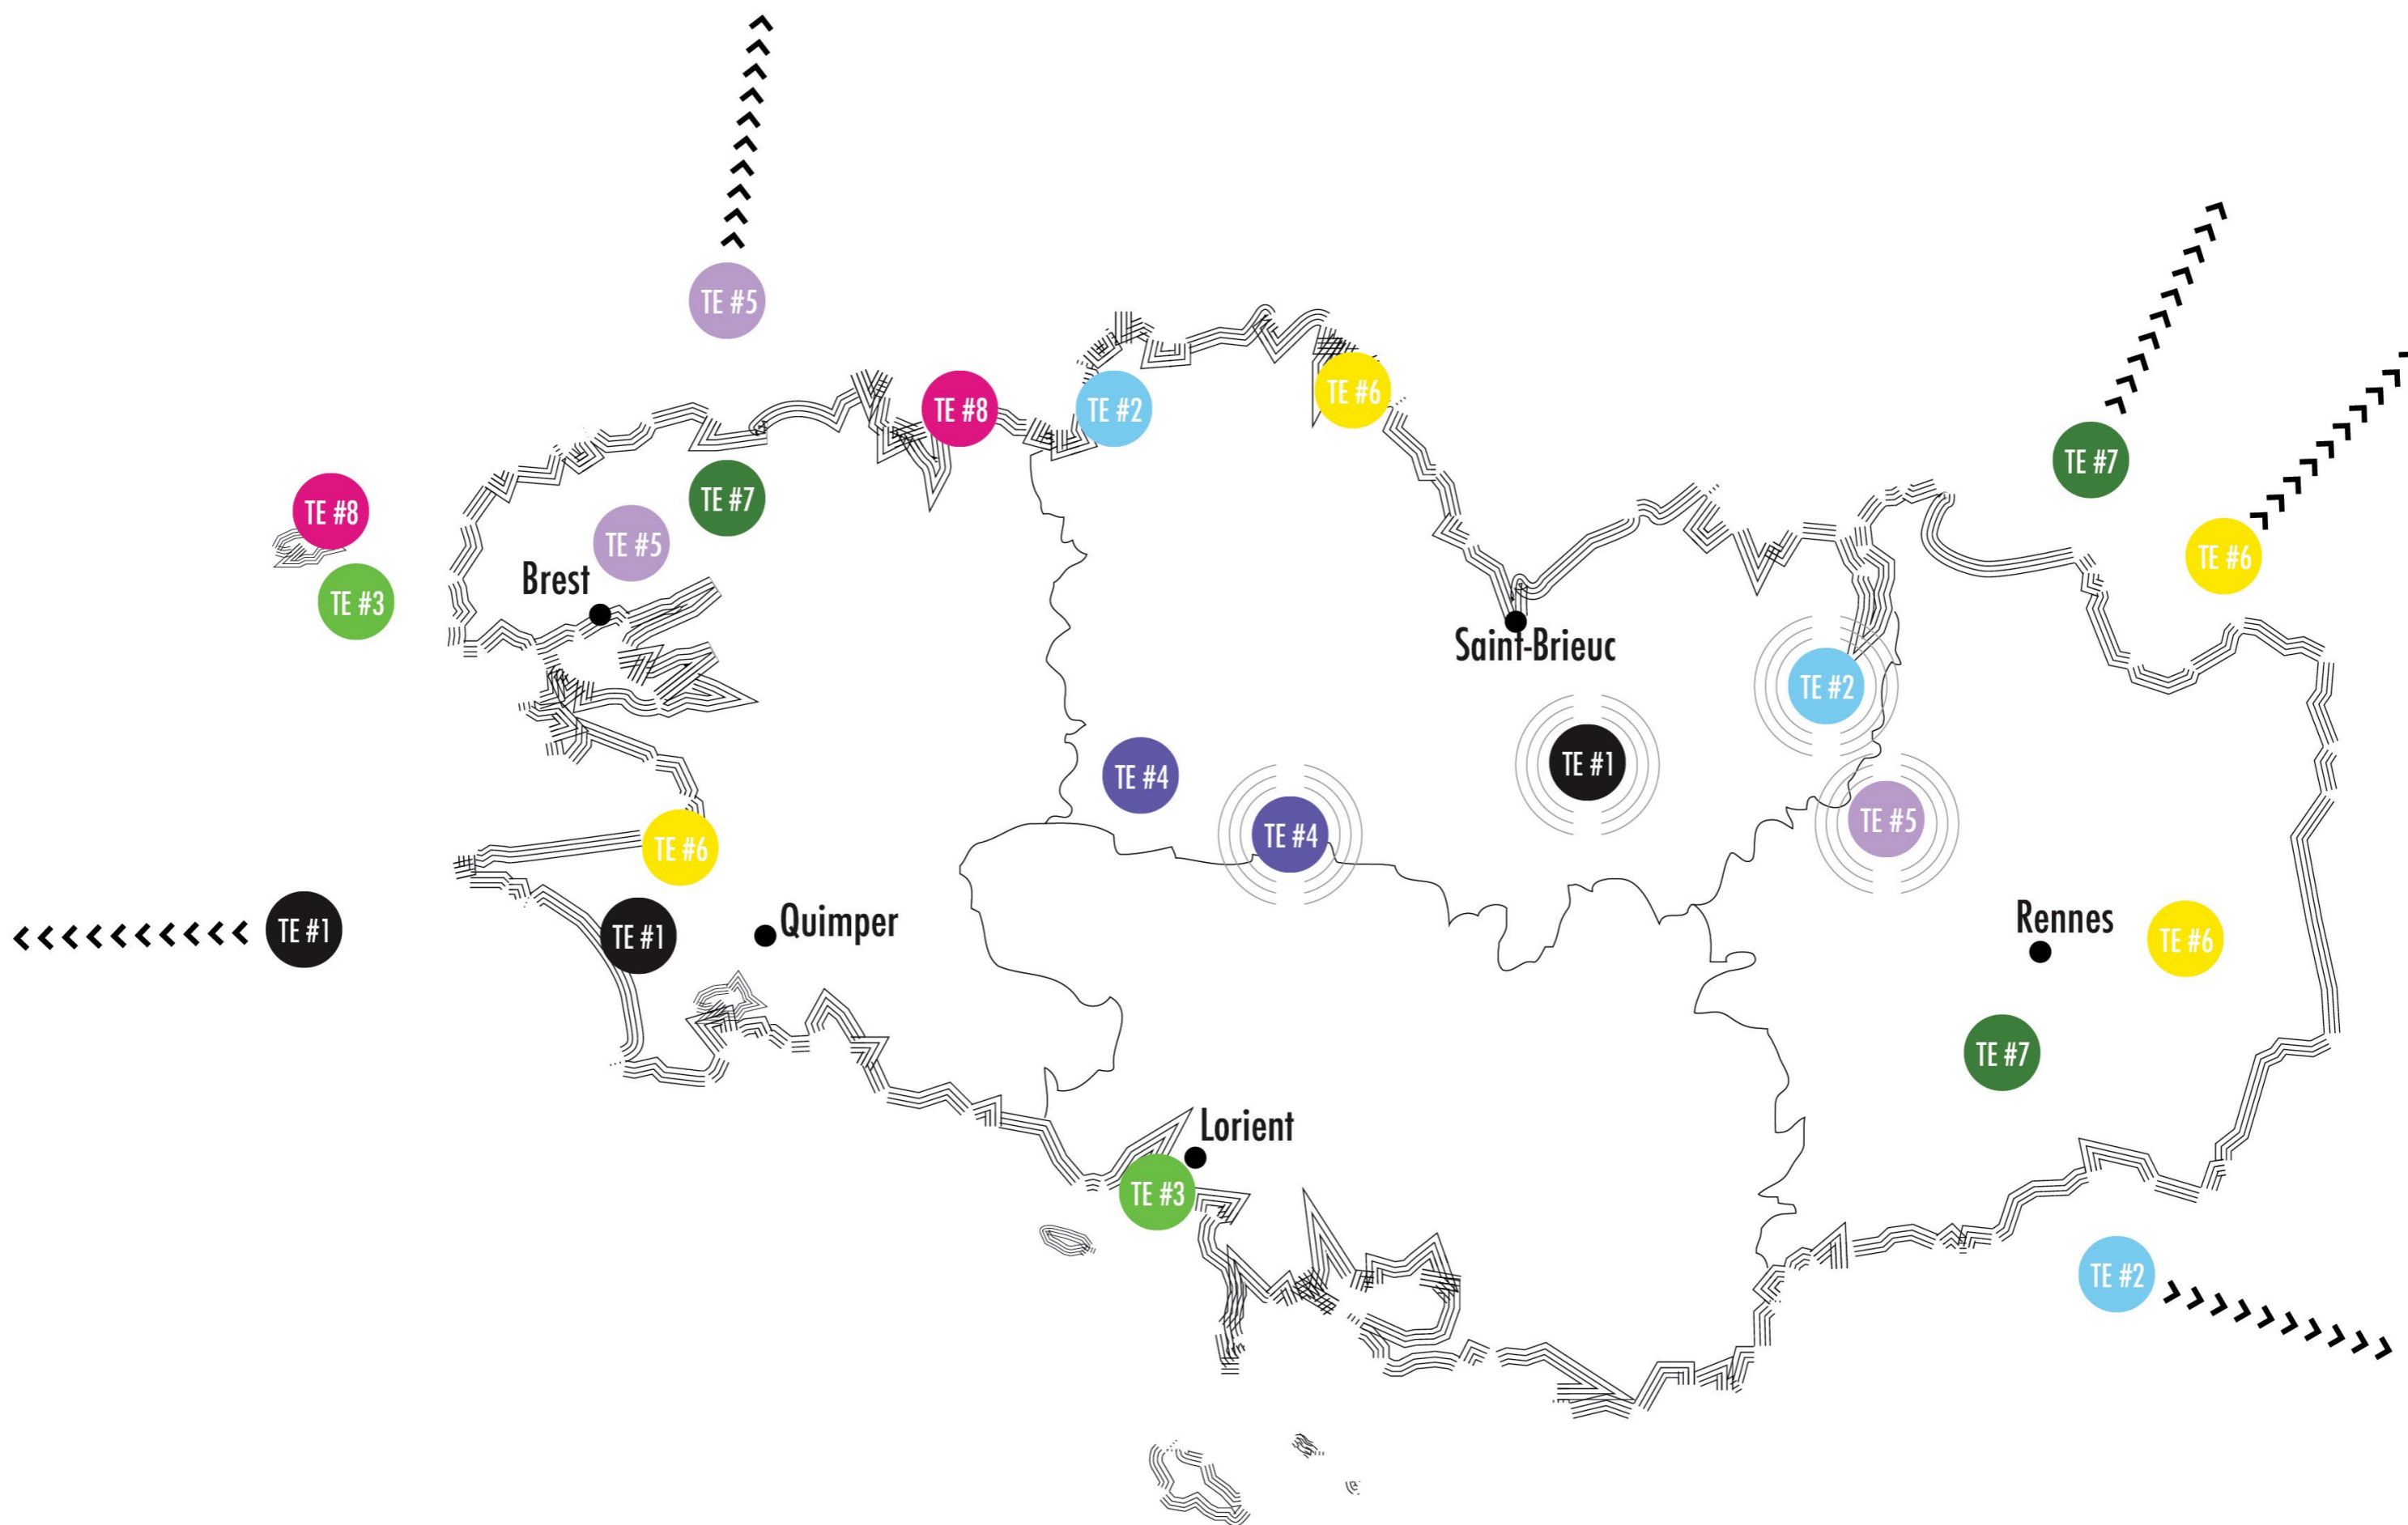 TE #5
TE #6
TE #8
TE #2
TE #7
TE #7
TE #8
TE #5
TE #6
Brest
TE #3
Saint-Brieuc
TE #2
TE #1
TE #4
TE #5
TE #4
TE #6
Quimper
Rennes
TE #1
TE #1
TE #6
TE #7
Lorient
TE #3
TE #2